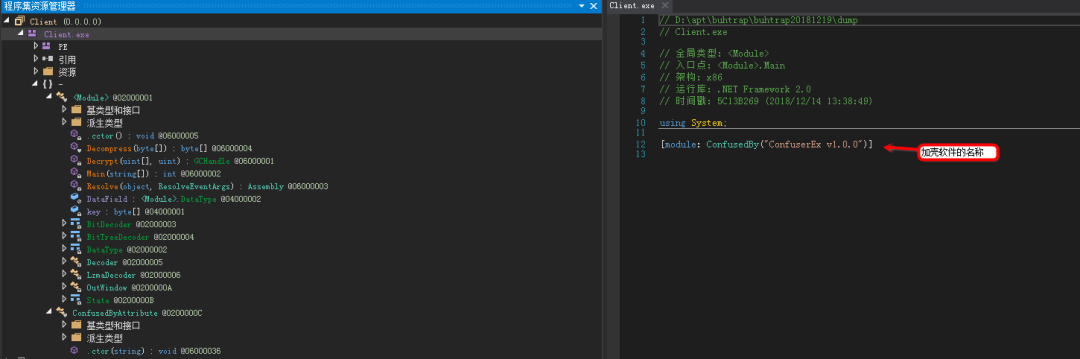 程序集资源管理器
Client (0.0.0.0)
Client.exe
PE
引用
资源
{ } -
<Module> @02000001
基类型和接口
派生类型
.cctor() : void @06000005
Decompress(byte[]) : byte[] @06000004
Decrypt(uint[], uint) : GCHandle @06000001
Main(string[]) : int @06000002
Resolve(object, ResolveEventArgs) : Assembly @06000003
DataField : <Module>.DataType @04000002
key : byte[] @04000001
BitDecoder @02000003
BitTreeDecoder @02000004
DataType @02000002
Decoder @02000005
LzmaDecoder @02000006
OutWindow @0200000A
State @0200000B
ConfusedByAttribute @0200000C
基类型和接口
派生类型
.ctor(string) : void @06000036
Client.exe
1 // D:\apt\buhtrap\buhtrap20181219\dump
2 // Client.exe
3
4 // 全局类型: <Module>
5 // 入口点: <Module>.Main
6 // 架构: x86
7 // 运行库: .NET Framework 2.0
8 // 时间戳: 5C13B269 (2018/12/14 13:38:49)
9
10 using System;
11
12 [module: ConfusedBy("ConfuserEx v1.0.0")]
13
加壳软件的名称